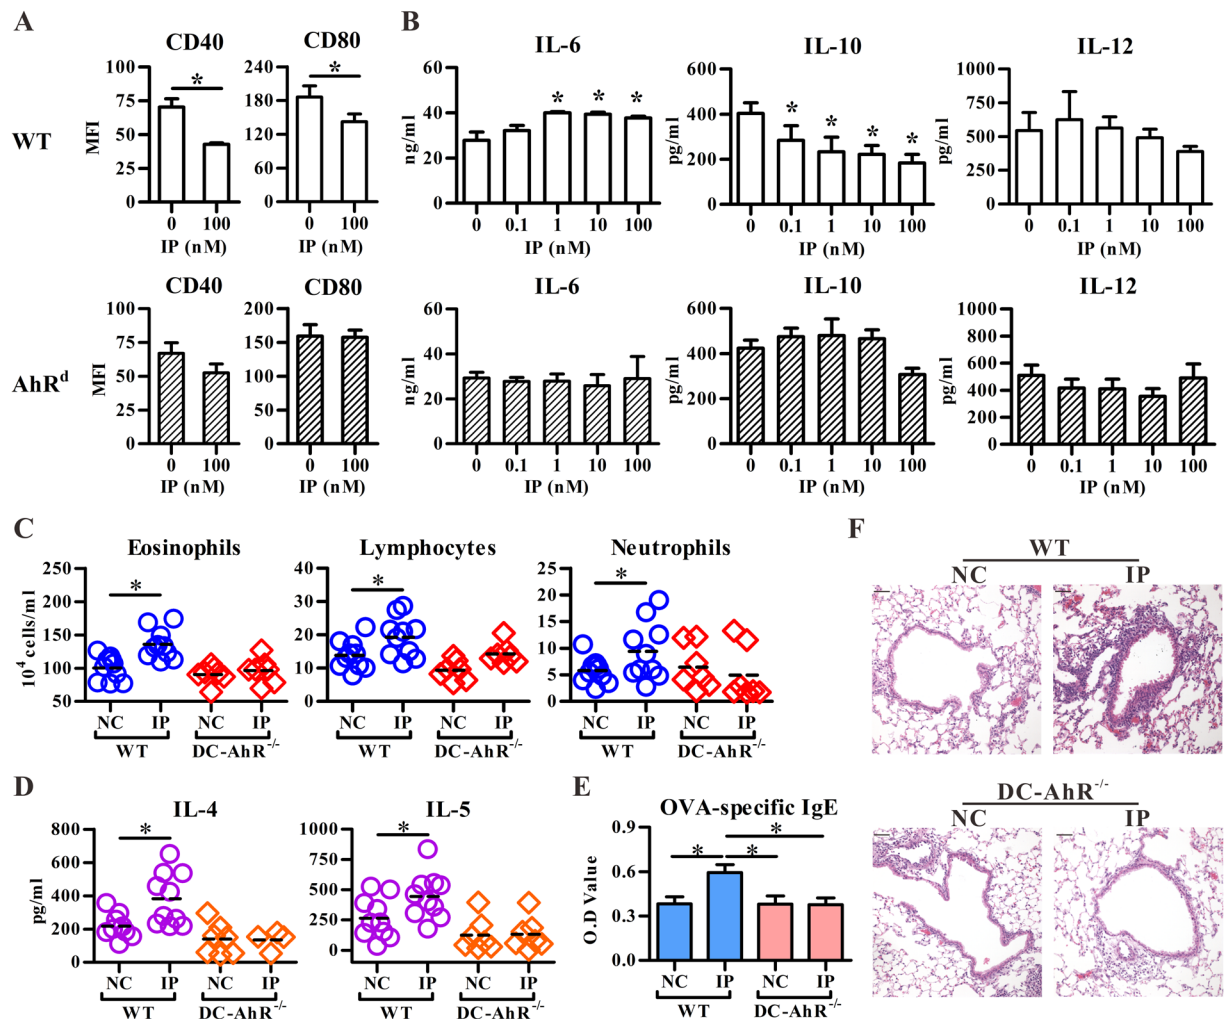 A
B
CD40
CD80
IL-6
IL-10
IL-12
WT
MFI
100
75
50
25
0
*
0
100
IP (nM)
240
180
120
60
0
*
0
100
IP (nM)
ng/ml
60
40
20
0
* * *
0 0.1 1 10 100
IP (nM)
pg/ml
600
400
200
0
* * * *
0 0.1 1 10 100
IP (nM)
pg/ml
1000
750
500
250
0
0 0.1 1 10 100
IP (nM)
CD40
CD80
IL-6
IL-10
IL-12
AhRᵈ
MFI
100
75
50
25
0
0 100
IP (nM)
200
150
100
50
0
0 100
IP (nM)
ng/ml
60
40
20
0
0 0.1 1 10 100
IP (nM)
pg/ml
600
400
200
0
0 0.1 1 10 100
IP (nM)
pg/ml
1000
800
600
400
200
0
0 0.1 1 10 100
IP (nM)
C
Eosinophils
10⁴ cells/ml
200
175
150
125
100
75
50
*
NC IP NC IP
WT DC-AhR⁻/⁻
Lymphocytes
40
30
20
10
0
*
NC IP NC IP
WT DC-AhR⁻/⁻
Neutrophils
25
20
15
10
5
0
*
NC IP NC IP
WT DC-AhR⁻/⁻
D
IL-4
pg/ml
800
600
400
200
0
*
NC IP NC IP
WT DC-AhR⁻/⁻
IL-5
1000
750
500
250
0
*
NC IP NC IP
WT DC-AhR⁻/⁻
E
OVA-specific IgE
O.D Value
0.9
0.6
0.3
0.0
*
* *
NC IP NC IP
WT DC-AhR⁻/⁻
F
WT
NC IP
DC-AhR⁻/⁻
NC IP